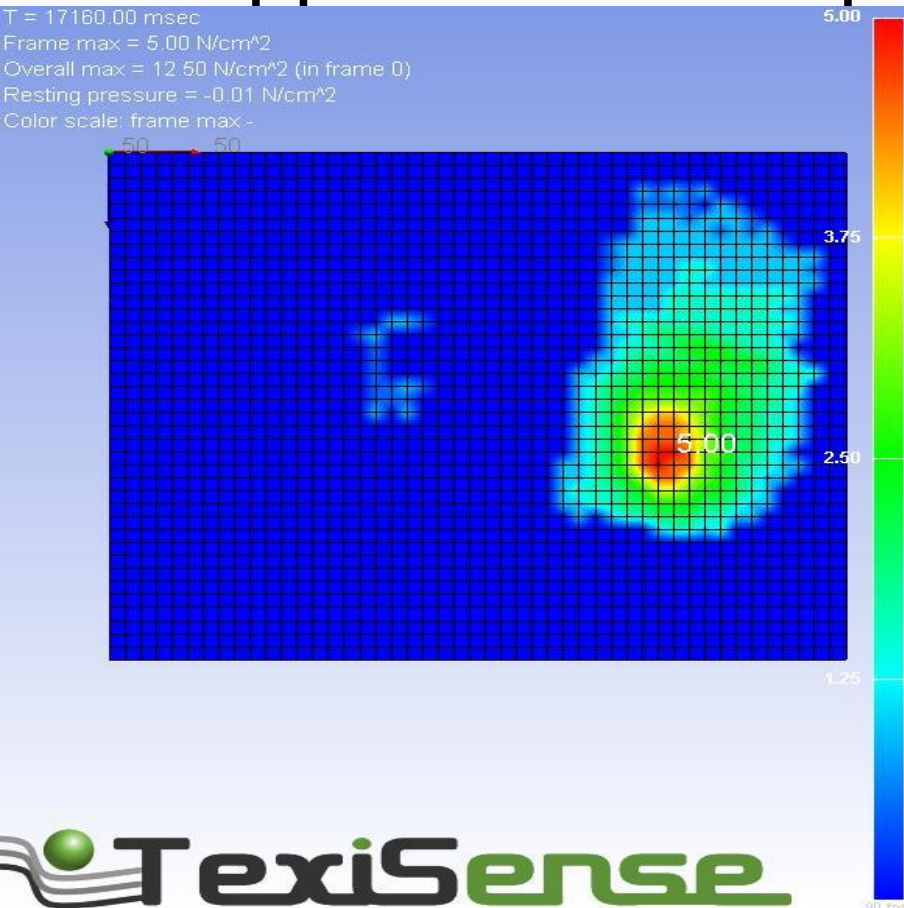 T = 17160.00 msec
Frame max = 5.00 N/cm^2
Overall max = 12.50 N/cm^2 (in frame 0)
Resting pressure = -0.01 N/cm^2
Color scale: frame max -
50 50
5.00
3.75
5.00
2.50
1.25
TexiSense